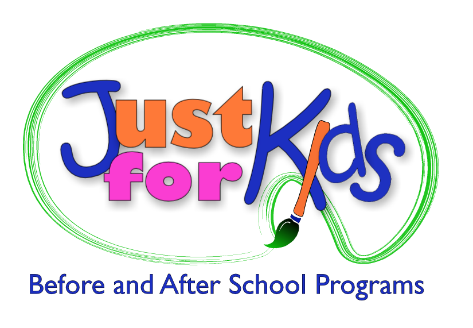 Just
for Kids
Before and After School Programs